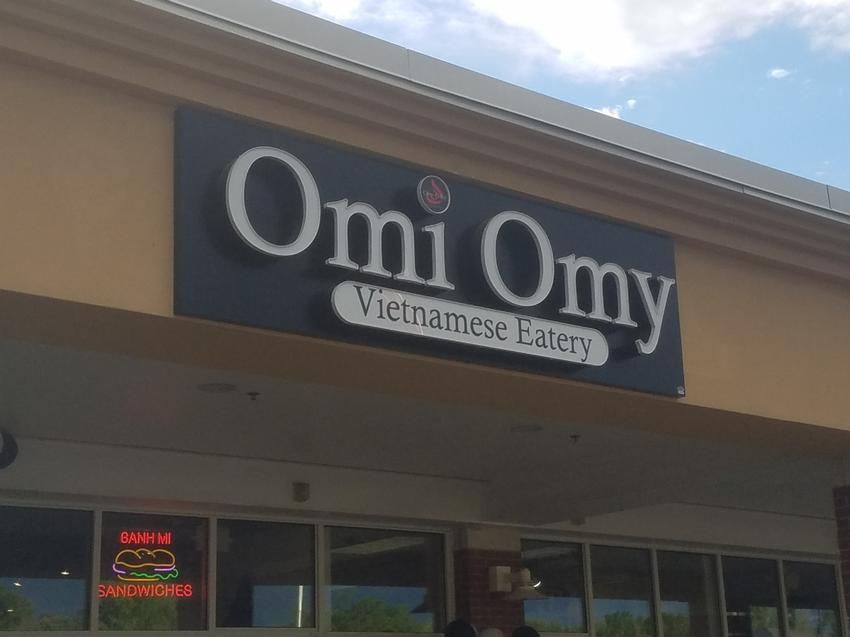 Omi Omy
Vietnamese Eatery
BANH MI
SANDWICHES